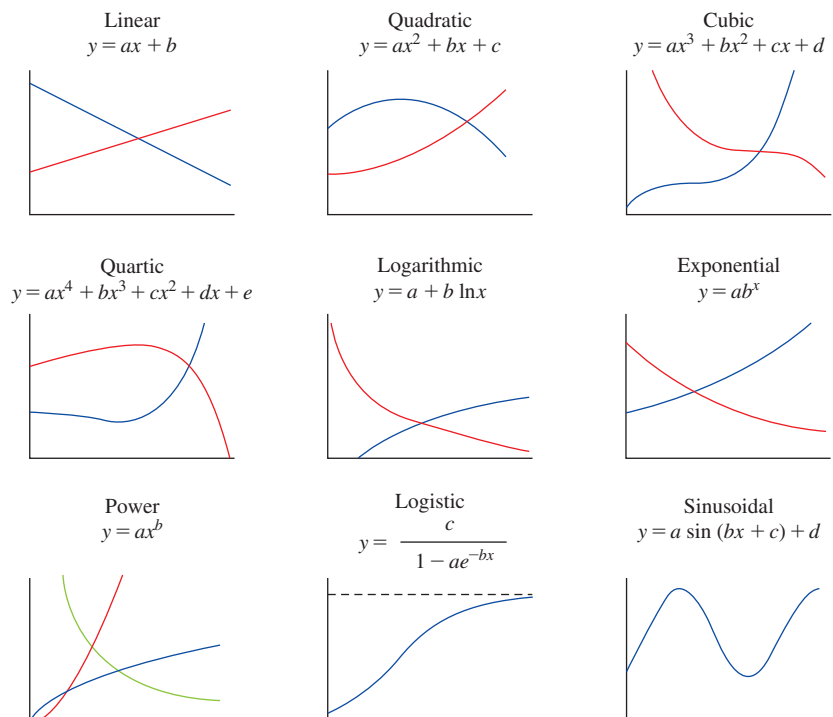 Linear
y = ax + b
Quadratic
y = ax² + bx + c
Cubic
y = ax³ + bx² + cx + d
Quartic
y = ax⁴ + bx³ + cx² + dx + e
Logarithmic
y = a + b lnx
Exponential
y = abˣ
Power
y = axᵇ
Logistic
y = c / (1 − ae⁻ᵇˣ)
Sinusoidal
y = a sin (bx + c) + d